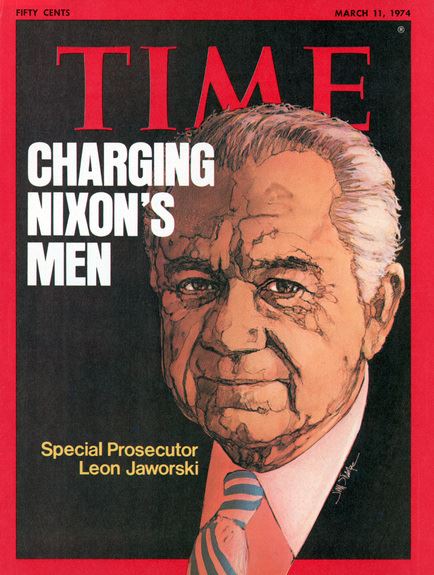 FIFTY CENTS
MARCH 11, 1974
TIME
®
CHARGING
NIXON'S
MEN
Special Prosecutor
Leon Jaworski